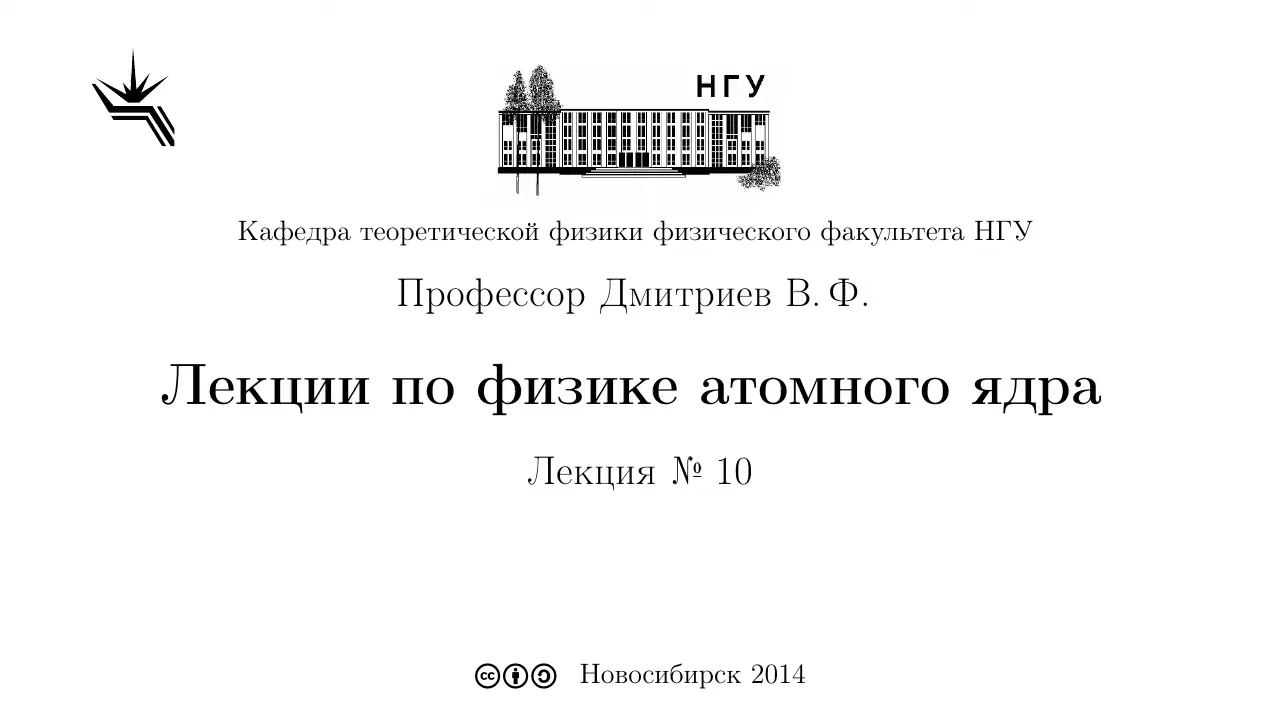 НГУ
Кафедра теоретической физики физического факультета НГУ
Профессор Дмитриев В. Ф.
Лекции по физике атомного ядра
Лекция № 10
cc Новосибирск 2014